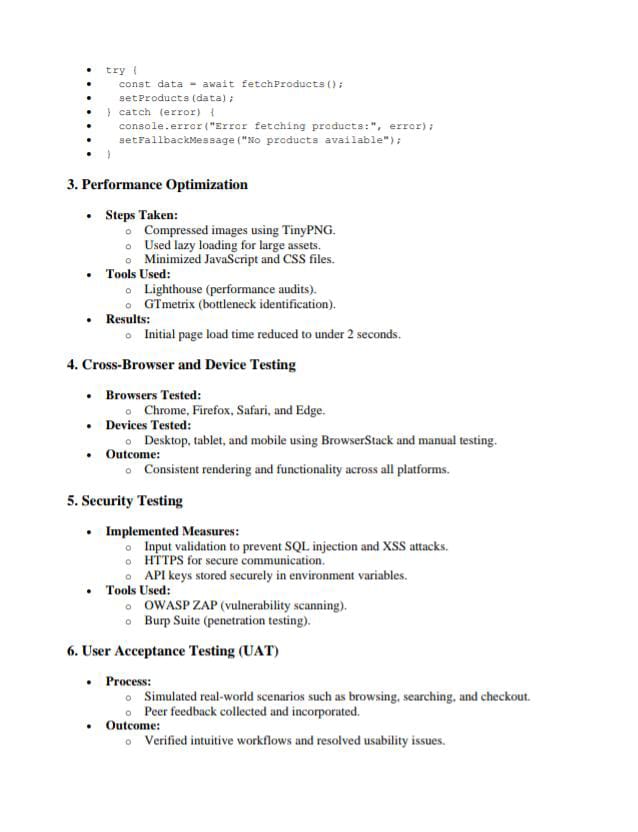 • try {
•   const data = await fetchProducts();
•   setProducts(data);
• } catch (error) {
•   console.error("Error fetching products:", error);
•   setFallbackMessage("No products available");
• }
3. Performance Optimization
• Steps Taken:
o Compressed images using TinyPNG.
o Used lazy loading for large assets.
o Minimized JavaScript and CSS files.
• Tools Used:
o Lighthouse (performance audits).
o GTmetrix (bottleneck identification).
• Results:
o Initial page load time reduced to under 2 seconds.
4. Cross-Browser and Device Testing
• Browsers Tested:
o Chrome, Firefox, Safari, and Edge.
• Devices Tested:
o Desktop, tablet, and mobile using BrowserStack and manual testing.
• Outcome:
o Consistent rendering and functionality across all platforms.
5. Security Testing
• Implemented Measures:
o Input validation to prevent SQL injection and XSS attacks.
o HTTPS for secure communication.
o API keys stored securely in environment variables.
• Tools Used:
o OWASP ZAP (vulnerability scanning).
o Burp Suite (penetration testing).
6. User Acceptance Testing (UAT)
• Process:
o Simulated real-world scenarios such as browsing, searching, and checkout.
o Peer feedback collected and incorporated.
• Outcome:
o Verified intuitive workflows and resolved usability issues.